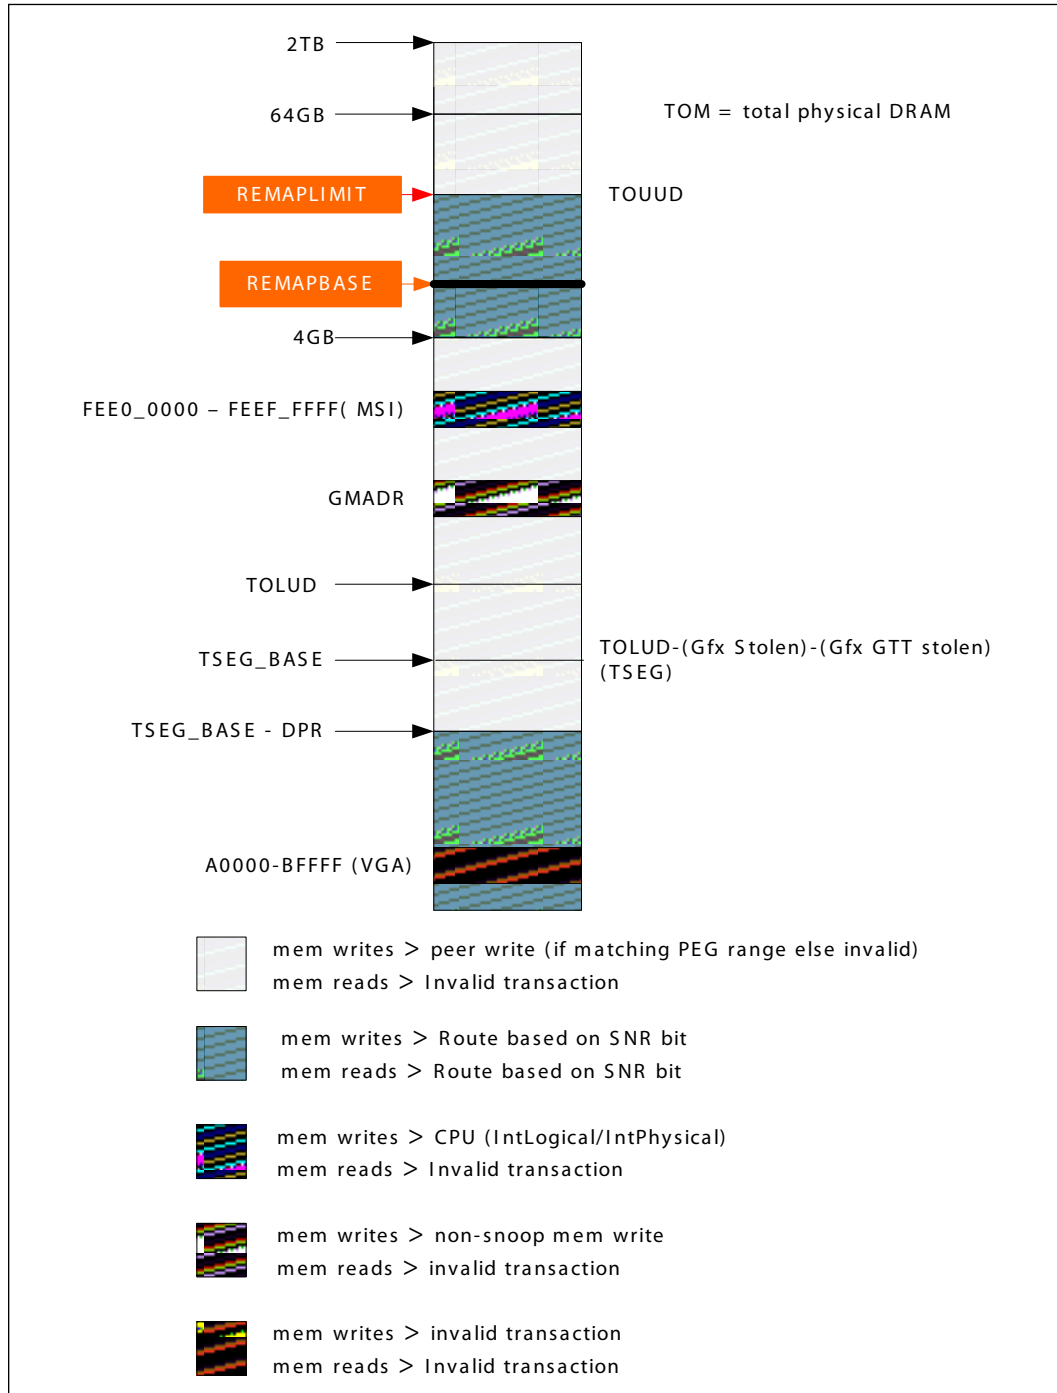 2TB
64GB
TOM = total physical DRAM
REMAPLIMIT
TOUUD
REMAPBASE
4GB
FEE0_0000 – FEEF_FFFF( MSI)
GMADR
TOLUD
TSEG_BASE
TOLUD-(Gfx Stolen)-(Gfx GTT stolen)
(TSEG)
TSEG_BASE - DPR
A0000-BFFFF (VGA)
mem writes > peer write (if matching PEG range else invalid)
mem reads > Invalid transaction
mem writes > Route based on SNR bit
mem reads > Route based on SNR bit
mem writes > CPU (IntLogical/IntPhysical)
mem reads > Invalid transaction
mem writes > non-snoop mem write
mem reads > invalid transaction
mem writes > invalid transaction
mem reads > Invalid transaction